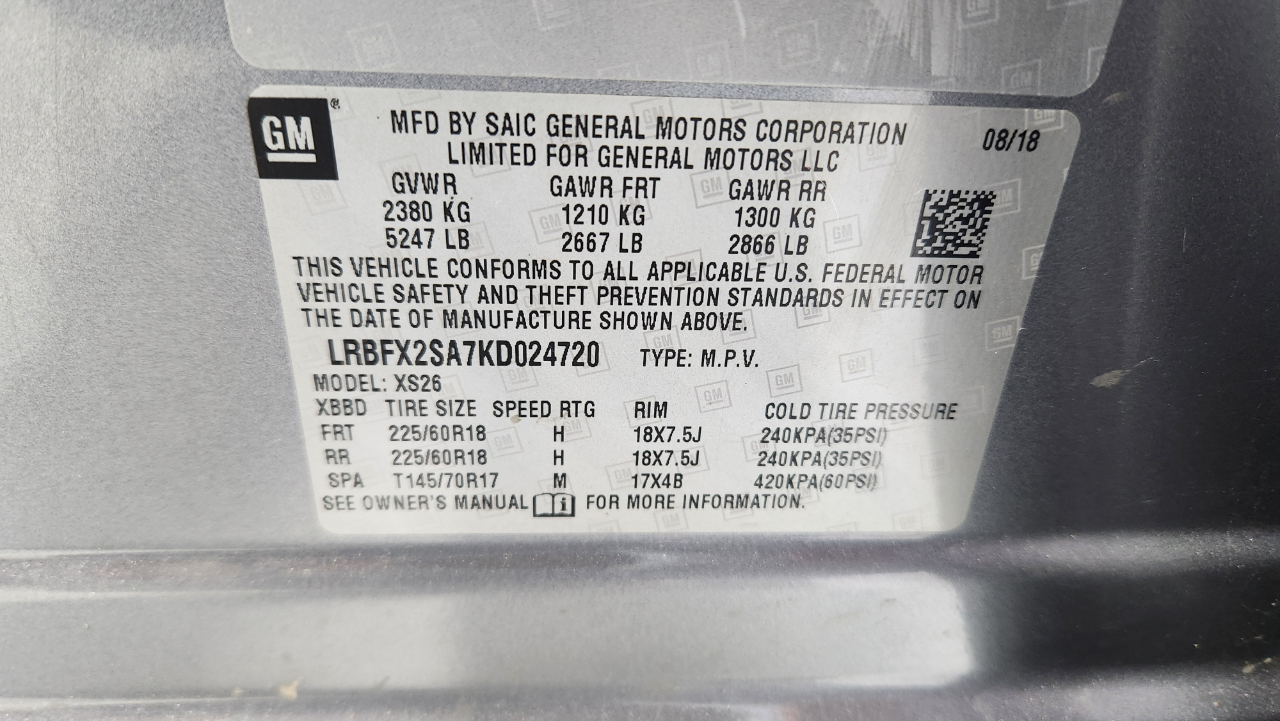 GM ®
MFD BY SAIC GENERAL MOTORS CORPORATION
LIMITED FOR GENERAL MOTORS LLC
08/18
GVWR GAWR FRT GAWR RR
2380 KG 1210 KG 1300 KG
5247 LB 2667 LB 2866 LB
THIS VEHICLE CONFORMS TO ALL APPLICABLE U.S. FEDERAL MOTOR
VEHICLE SAFETY AND THEFT PREVENTION STANDARDS IN EFFECT ON
THE DATE OF MANUFACTURE SHOWN ABOVE.
LRBFX2SA7KD024720 TYPE: M.P.V.
MODEL: XS26
XBBD TIRE SIZE SPEED RTG RIM COLD TIRE PRESSURE
FRT 225/60R18 H 18X7.5J 240KPA(35PSI)
RR 225/60R18 H 18X7.5J 240KPA(35PSI)
SPA T145/70R17 M 17X4B 420KPA(60PSI)
SEE OWNER'S MANUAL i FOR MORE INFORMATION.